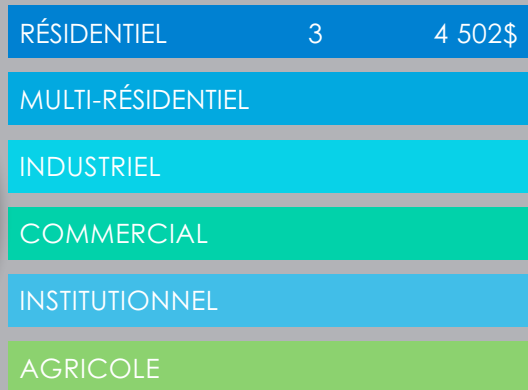 RÉSIDENTIEL 3 4 502$
MULTI-RÉSIDENTIEL
INDUSTRIEL
COMMERCIAL
INSTITUTIONNEL
AGRICOLE